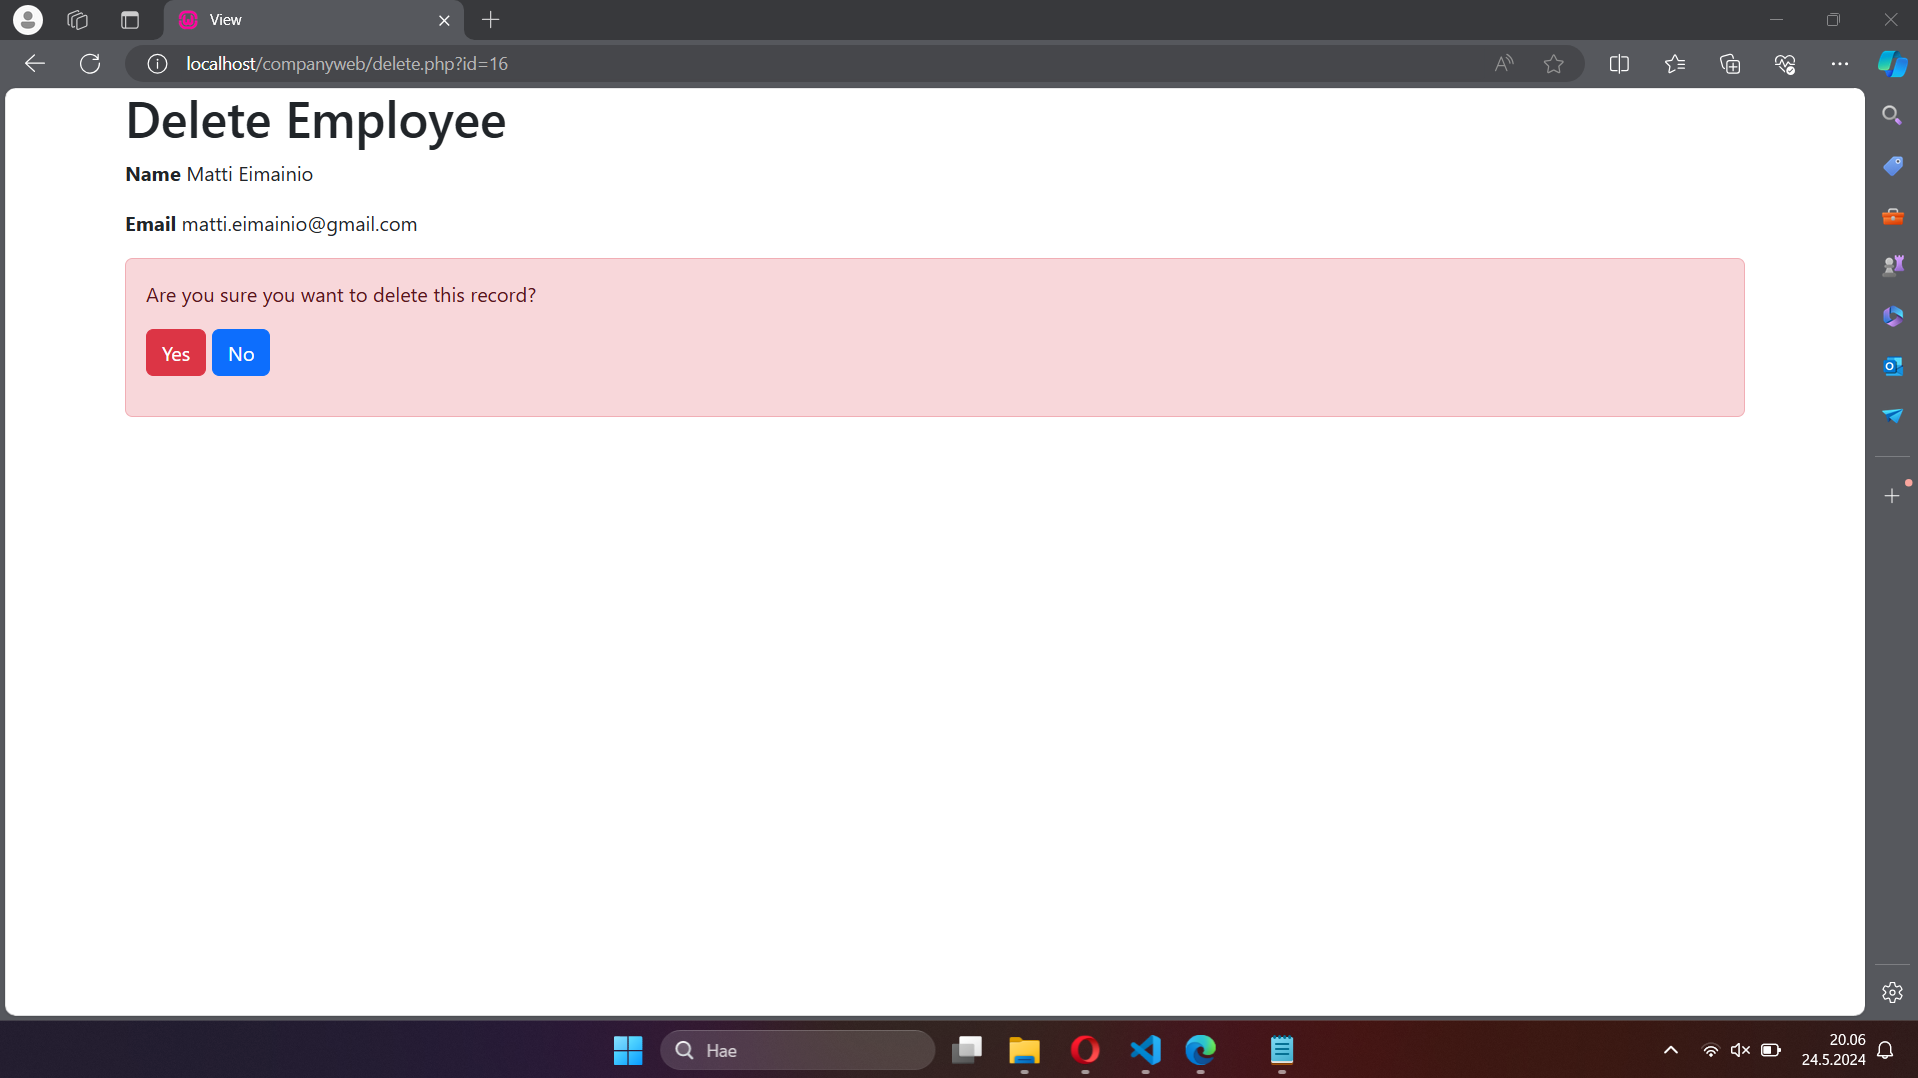 View
localhost/companyweb/delete.php?id=16
Delete Employee
Name Matti Eimainio
Email matti.eimainio@gmail.com
Are you sure you want to delete this record?
Yes No
Hae
20.06
24.5.2024